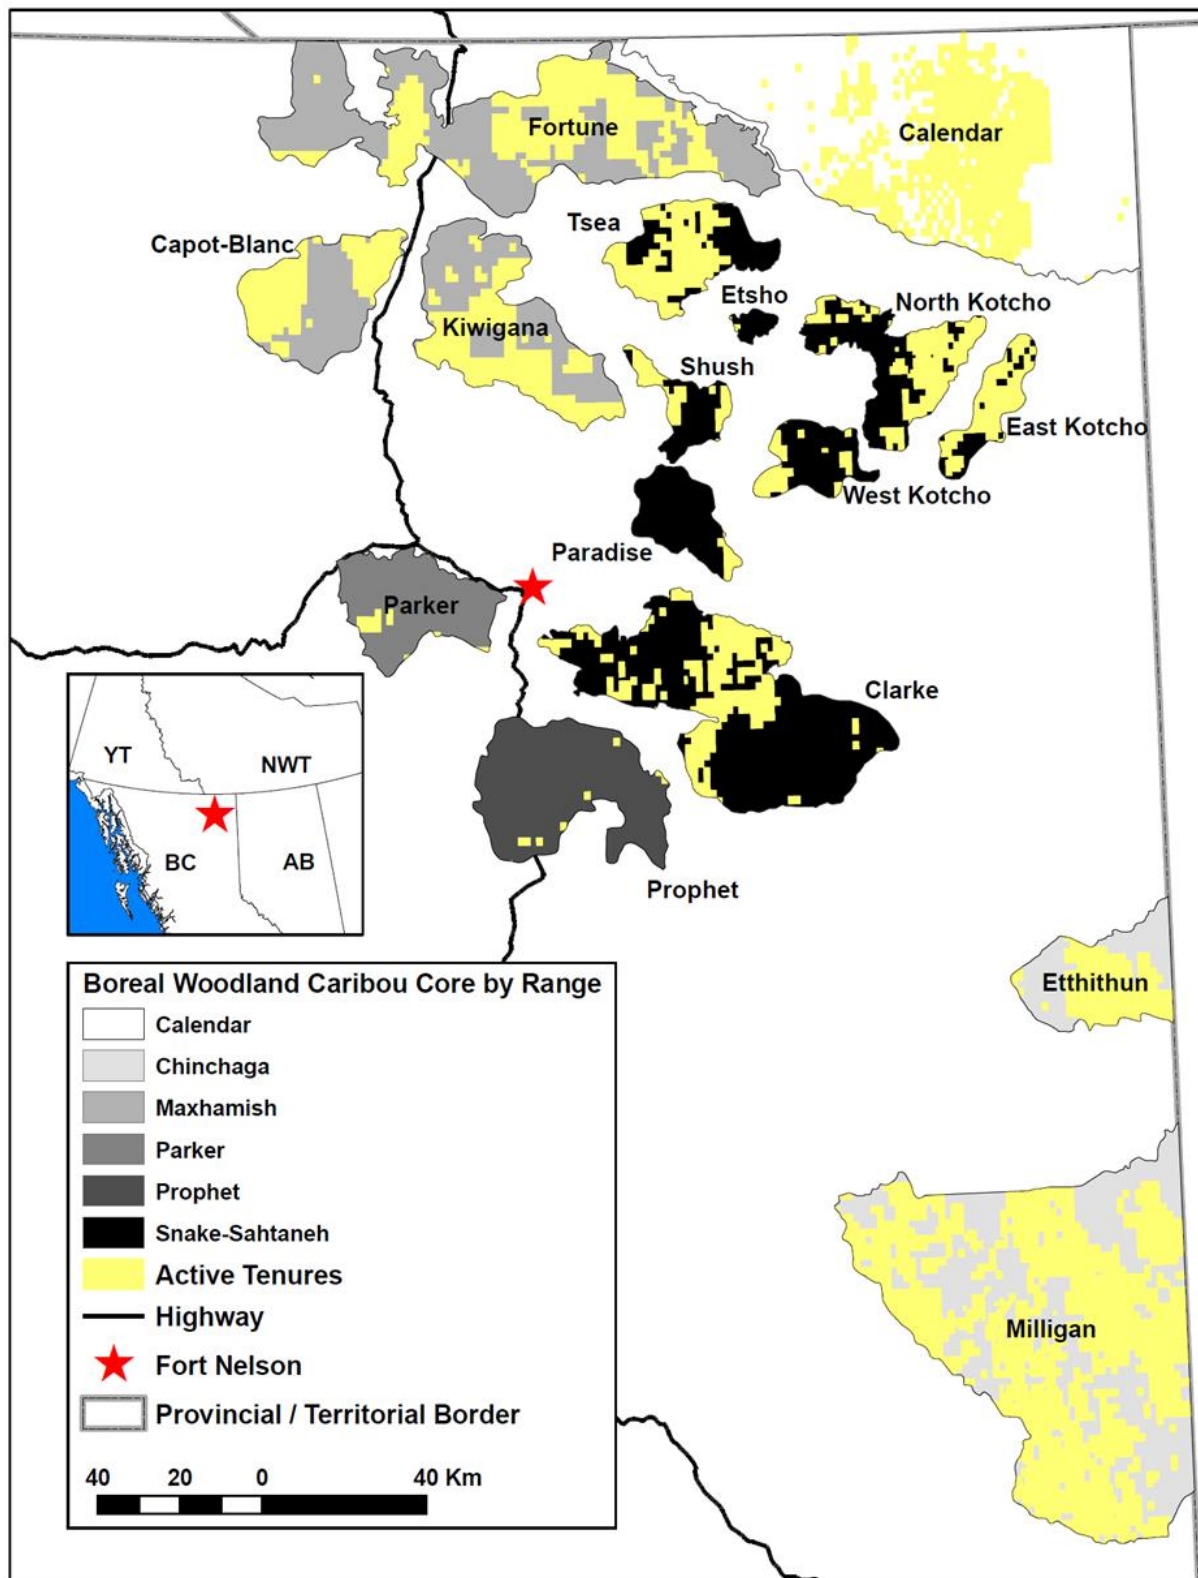 Fortune
Calendar
Tsea
Capot-Blanc
Etsho
North Kotcho
Kiwigana
Shush
East Kotcho
West Kotcho
Paradise
Parker
Clarke
YT
NWT
BC
AB
Prophet
Etthithun
Milligan
Boreal Woodland Caribou Core by Range
Calendar
Chinchaga
Maxhamish
Parker
Prophet
Snake-Sahtaneh
Active Tenures
Highway
Fort Nelson
Provincial / Territorial Border
40 20 0 40 Km